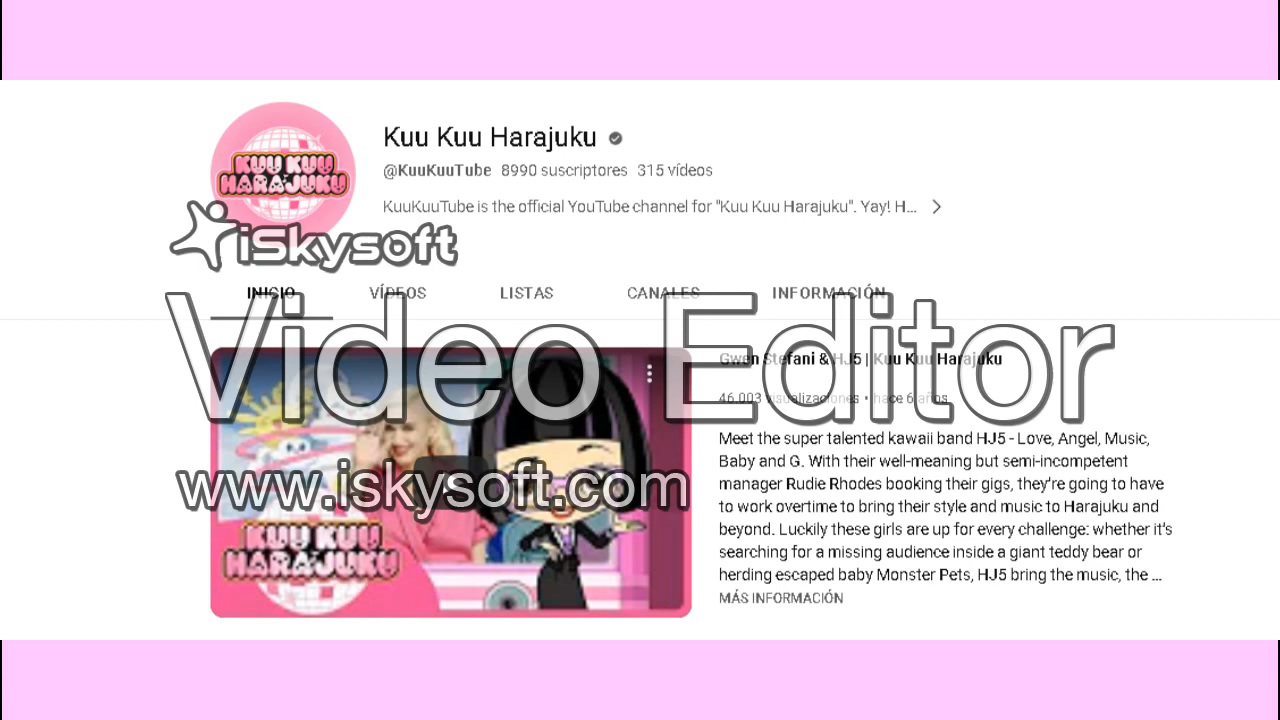 KUU KUU
HARAJUKU
Kuu Kuu Harajuku
@KuuKuuTube 8990 suscriptores 315 vídeos
KuuKuuTube is the official YouTube channel for "Kuu Kuu Harajuku". Yay! H...
iSkysoft
INICIO VÍDEOS LISTAS CANALES INFORMACIÓN
Video Editor
Gwen Stefani & HJ5 | Kuu Kuu Harajuku
46.003 visualizaciones • hace 6 años
Meet the super talented kawaii band HJ5 - Love, Angel, Music,
Baby and G. With their well-meaning but semi-incompetent
manager Rudie Rhodes booking their gigs, they're going to have
to work overtime to bring their style and music to Harajuku and
beyond. Luckily these girls are up for every challenge: whether it's
searching for a missing audience inside a giant teddy bear or
herding escaped baby Monster Pets, HJ5 bring the music, the ...
MÁS INFORMACIÓN
www.iskysoft.com
KUU KUU
HARAJUKU